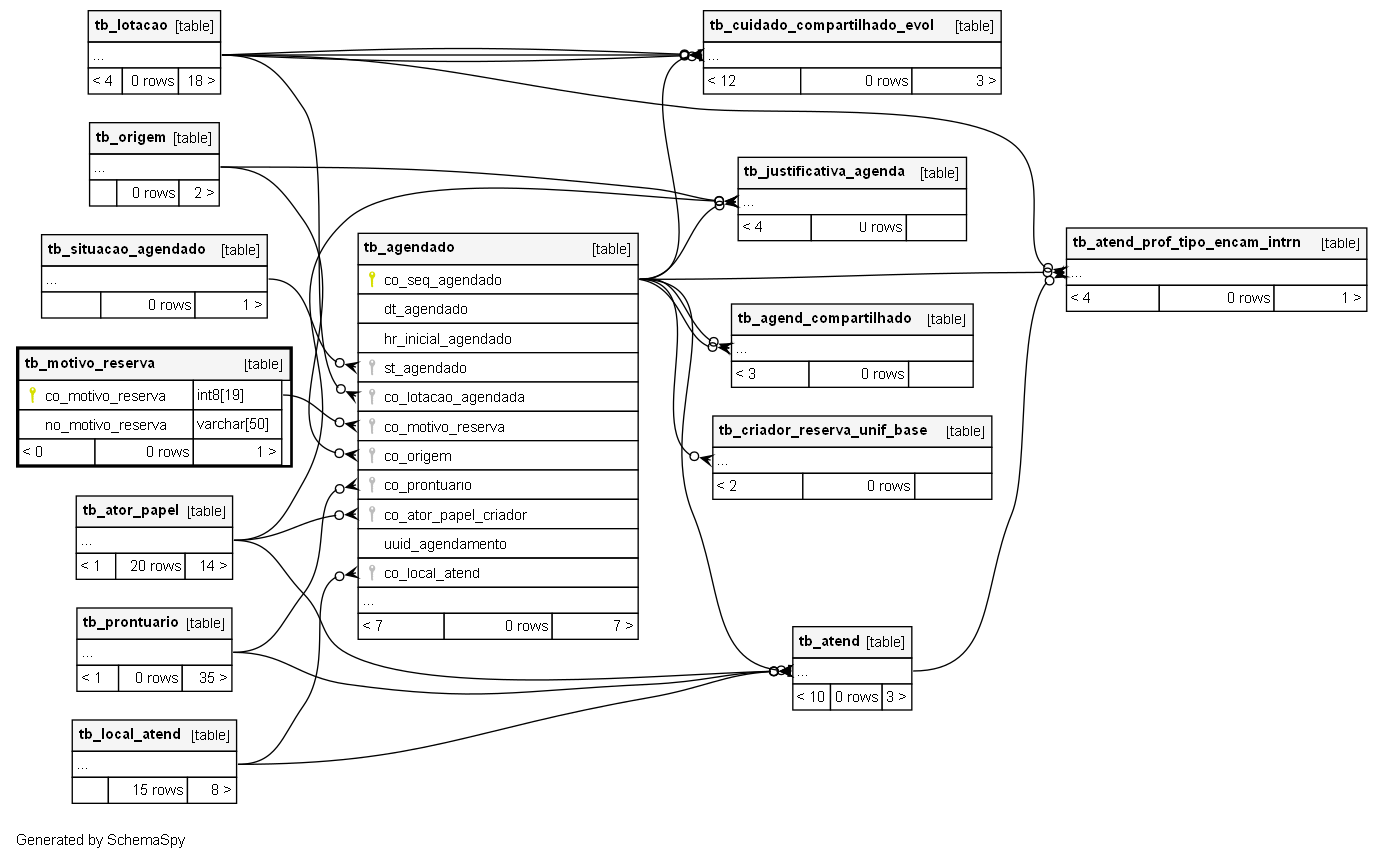 tb_lotacao [table]
...
< 4 0 rows 18 >
tb_origem [table]
...
0 rows 2 >
tb_situacao_agendado [table]
...
0 rows 1 >
tb_motivo_reserva [table]
co_motivo_reserva int8[19]
no_motivo_reserva varchar[50]
< 0 0 rows 1 >
tb_ator_papel [table]
...
< 1 20 rows 14 >
tb_prontuario [table]
...
< 1 0 rows 35 >
tb_local_atend [table]
...
15 rows 8 >
tb_agendado [table]
co_seq_agendado
dt_agendado
hr_inicial_agendado
st_agendado
co_lotacao_agendada
co_motivo_reserva
co_origem
co_prontuario
co_ator_papel_criador
uuid_agendamento
co_local_atend
...
< 7 0 rows 7 >
tb_cuidado_compartilhado_evol [table]
...
< 12 0 rows 3 >
tb_justificativa_agenda [table]
...
< 4 0 rows
tb_agend_compartilhado [table]
...
< 3 0 rows
tb_criador_reserva_unif_base [table]
...
< 2 0 rows
tb_atend [table]
...
< 10 0 rows 3 >
tb_atend_prof_tipo_encam_intrn [table]
...
< 4 0 rows 1 >
Generated by SchemaSpy